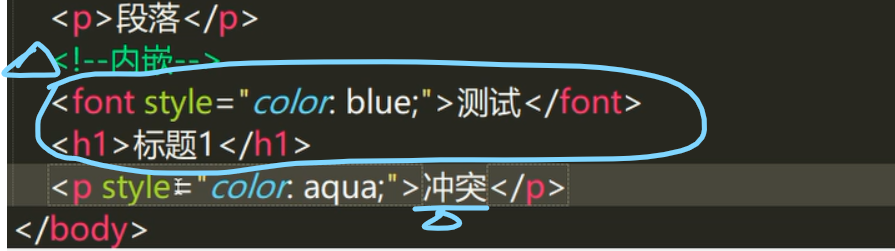 <p>段落</p>
<!--内嵌-->
<font style="color: blue;">测试</font>
<h1>标题1</h1>
<p style="color: aqua;">冲突</p>
</body>